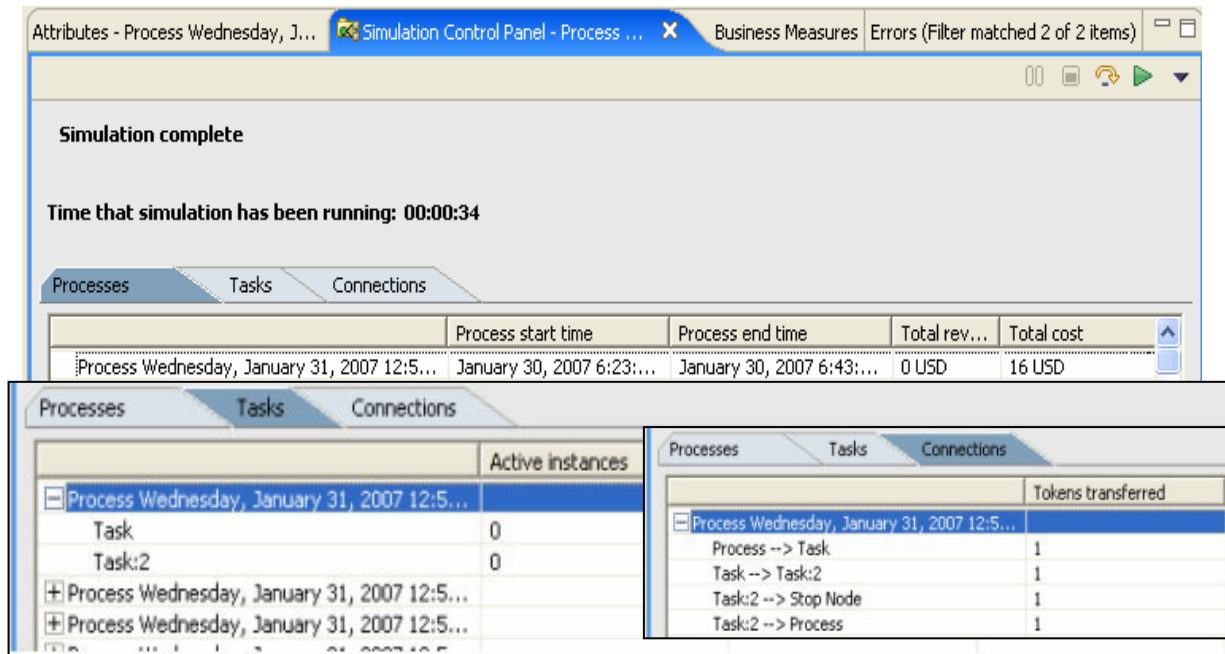 Attributes - Process Wednesday, J... Simulation Control Panel - Process ... Business Measures Errors (Filter matched 2 of 2 items)
Simulation complete
Time that simulation has been running: 00:00:34
Processes Tasks Connections
Process start time Process end time Total rev... Total cost
Process Wednesday, January 31, 2007 12:5... January 30, 2007 6:23:... January 30, 2007 6:43:... 0 USD 16 USD
Processes Tasks Connections
Active instances
Process Wednesday, January 31, 2007 12:5...
Task 0
Task:2 0
Process Wednesday, January 31, 2007 12:5...
Process Wednesday, January 31, 2007 12:5...
Processes Tasks Connections
Tokens transferred
Process Wednesday, January 31, 2007 12:5...
Process --> Task 1
Task --> Task:2 1
Task:2 --> Stop Node 1
Task:2 --> Process 1